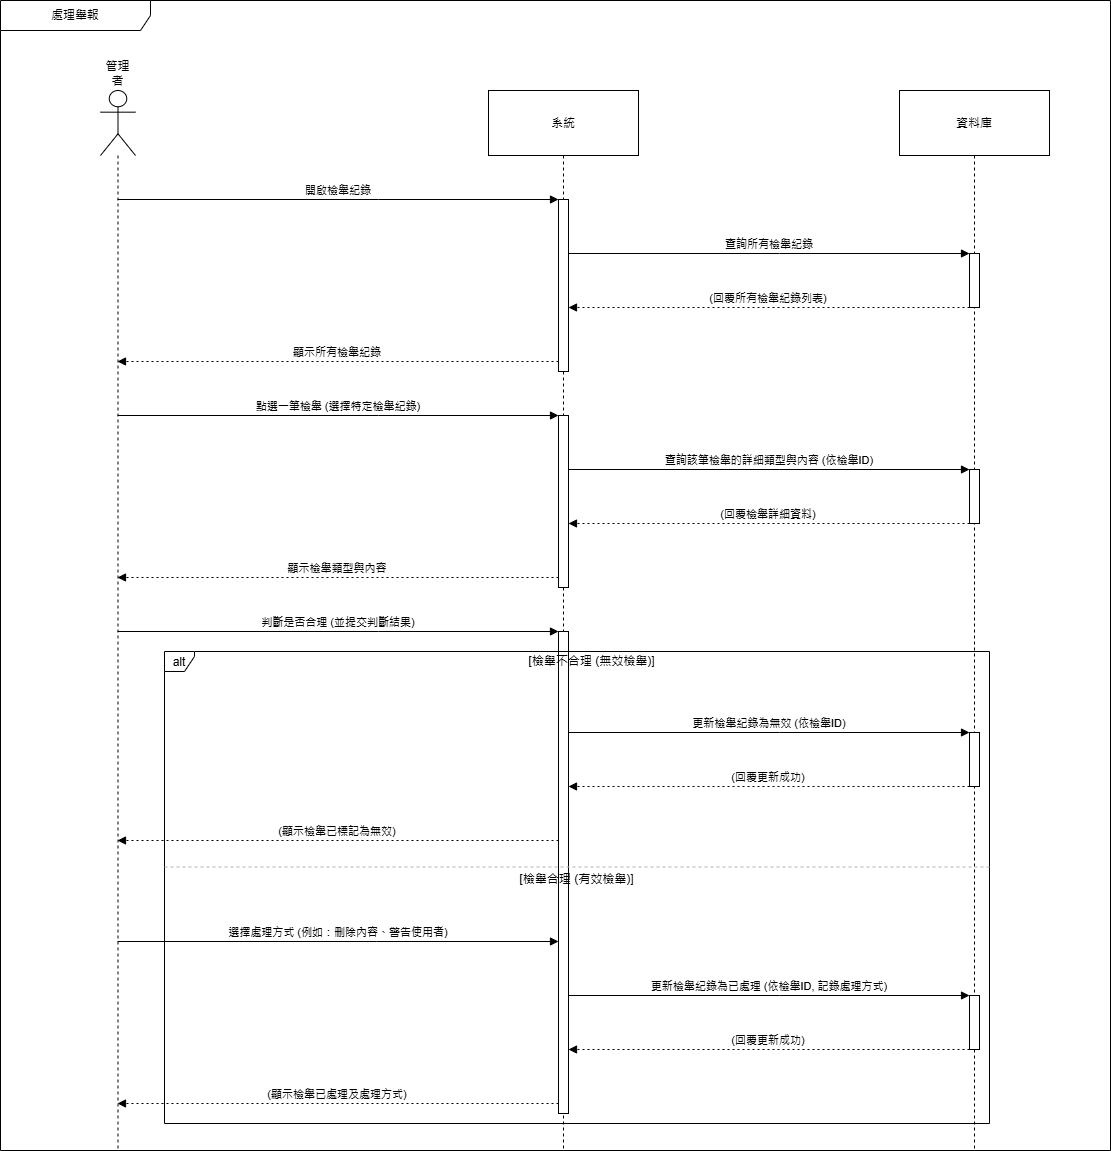 處理舉報
管理
者
系統
資料庫
開啟檢舉紀錄
查詢所有檢舉紀錄
(回覆所有檢舉紀錄列表)
顯示所有檢舉紀錄
點選一筆檢舉 (選擇特定檢舉紀錄)
查詢該筆檢舉的詳細類型與內容 (依檢舉ID)
(回覆檢舉詳細資料)
顯示檢舉類型與內容
判斷是否合理 (並提交判斷結果)
alt
[檢舉不合理 (無效檢舉)]
更新檢舉紀錄為無效 (依檢舉ID)
(回覆更新成功)
(顯示檢舉已標記為無效)
[檢舉合理 (有效檢舉)]
選擇處理方式 (例如：刪除內容、警告使用者)
更新檢舉紀錄為已處理 (依檢舉ID, 記錄處理方式)
(回覆更新成功)
(顯示檢舉已處理及處理方式)